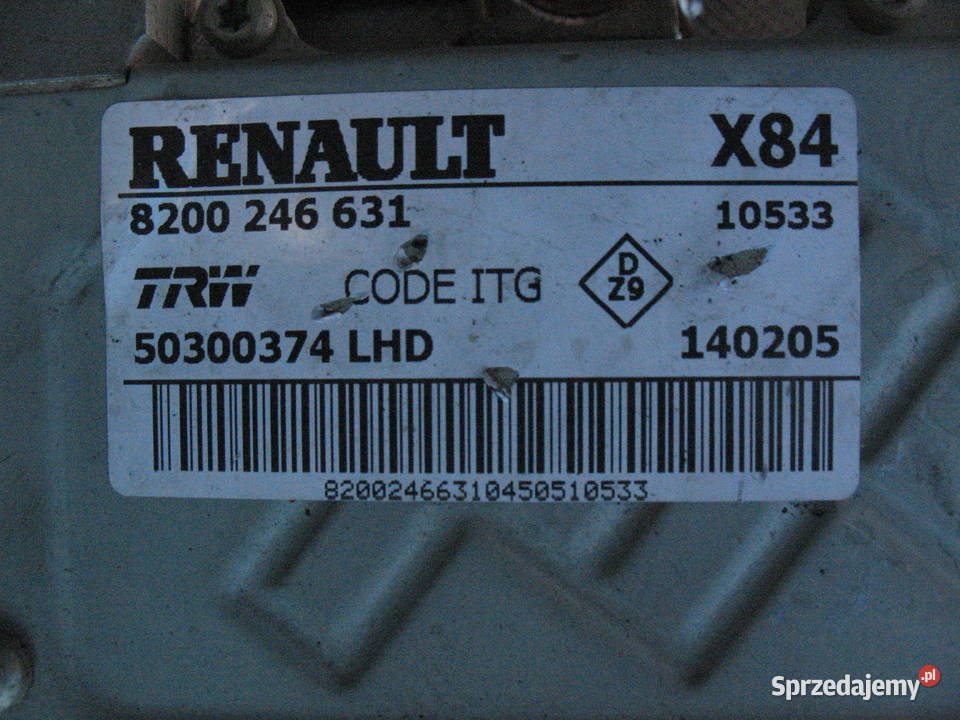 RENAULT X84
8200 246 631 10533
TRW CODE ITG D
Z9
50300374 LHD 140205
82002466310450510533
Sprzedajemy.pl